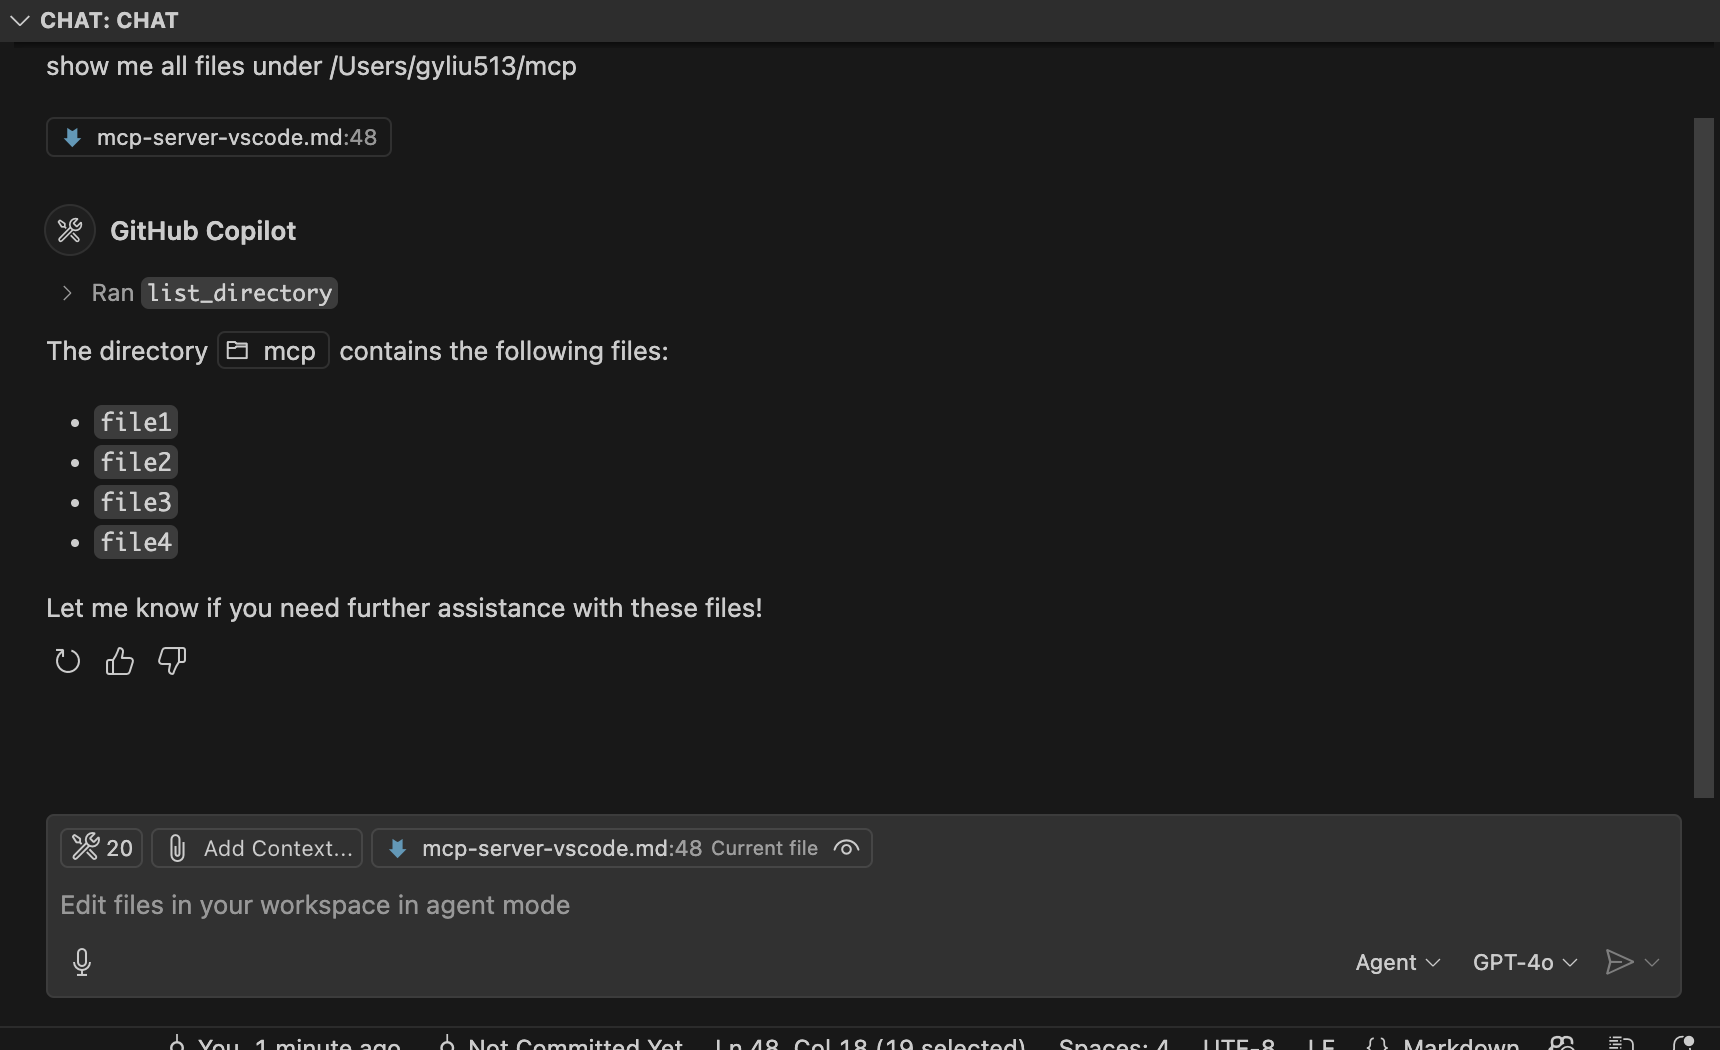 CHAT: CHAT
show me all files under /Users/gyliu513/mcp
mcp-server-vscode.md:48
GitHub Copilot
Ran list_directory
The directory mcp contains the following files:
• file1
• file2
• file3
• file4
Let me know if you need further assistance with these files!
20 Add Context... mcp-server-vscode.md:48 Current file
Edit files in your workspace in agent mode
Agent GPT-4o
You, 1 minute ago Not Committed Yet Ln 48, Col 18 (19 selected) Spaces: 4 UTF-8 LF {} Markdown